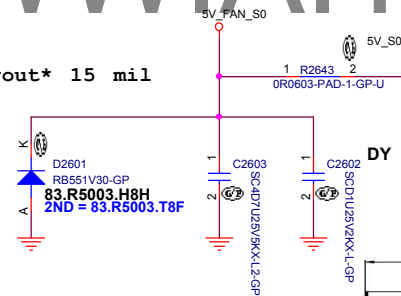 5V_FAN_S0
5V_S0
out* 15 mil
1 R2643 2
0R0603-PAD-1-GP-U
K
D2601
RB551V30-GP
83.R5003.H8H
2ND = 83.R5003.T8F
A
1
C2603
2
SC4D7U25V5KX-L2-GP
1
C2602
2
SCD1U25V2KX-L-GP
DY